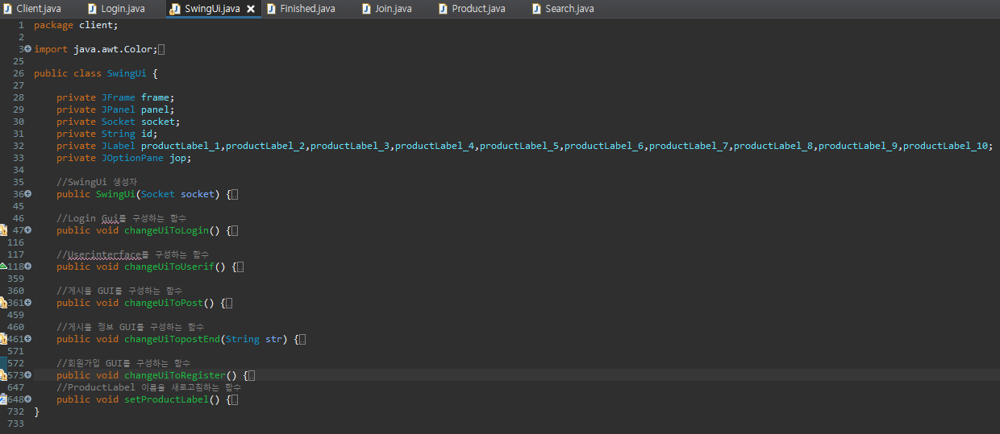 Client.java Login.java SwingUi.java Finished.java Join.java Product.java Search.java
1 package client;
2
3 import java.awt.Color;
25
26 public class SwingUi {
27
28 private JFrame frame;
29 private JPanel panel;
30 private Socket socket;
31 private String id;
32 private JLabel productLabel_1,productLabel_2,productLabel_3,productLabel_4,productLabel_5,productLabel_6,productLabel_7,productLabel_8,productLabel_9,productLabel_10;
33 private JOptionPane jop;
34
35 //SwingUi 생성자
36 public SwingUi(Socket socket) {
45
46 //Login Gui를 구성하는 함수
47 public void changeUiToLogin() {
116
117 //Userinterface를 구성하는 함수
118 public void changeUiToUserif() {
359
360 //게시물 GUI를 구성하는 함수
361 public void changeUiToPost() {
459
460 //게시물 정보 GUI를 구성하는 함수
461 public void changeUiTopostEnd(String str) {
571
572 //회원가입 GUI를 구성하는 함수
573 public void changeUiToRegister() {
647 //ProductLabel 이름을 새로고침하는 함수
648 public void setProductLabel() {
732 }
733